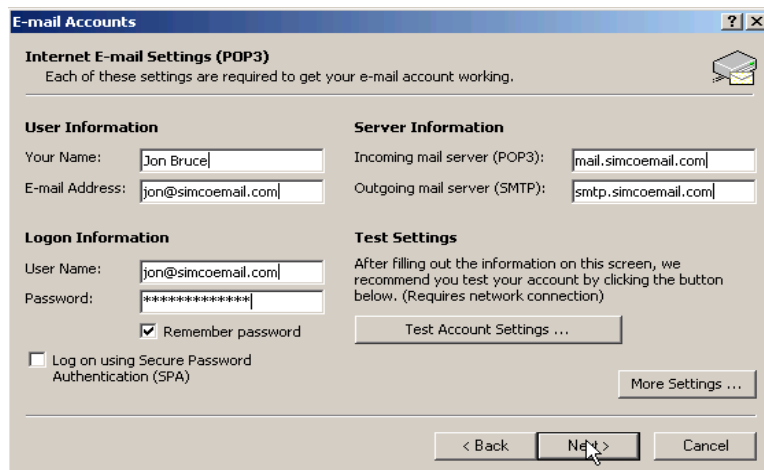 E-mail Accounts
Internet E-mail Settings (POP3)
Each of these settings are required to get your e-mail account working.
User Information
Your Name: Jon Bruce
E-mail Address: jon@simcoemail.com
Server Information
Incoming mail server (POP3): mail.simcoemail.com
Outgoing mail server (SMTP): smtp.simcoemail.com
Logon Information
User Name: jon@simcoemail.com
Password: *************
Remember password
Log on using Secure Password
Authentication (SPA)
Test Settings
After filling out the information on this screen, we
recommend you test your account by clicking the button
below. (Requires network connection)
Test Account Settings ...
More Settings ...
< Back
Next >
Cancel